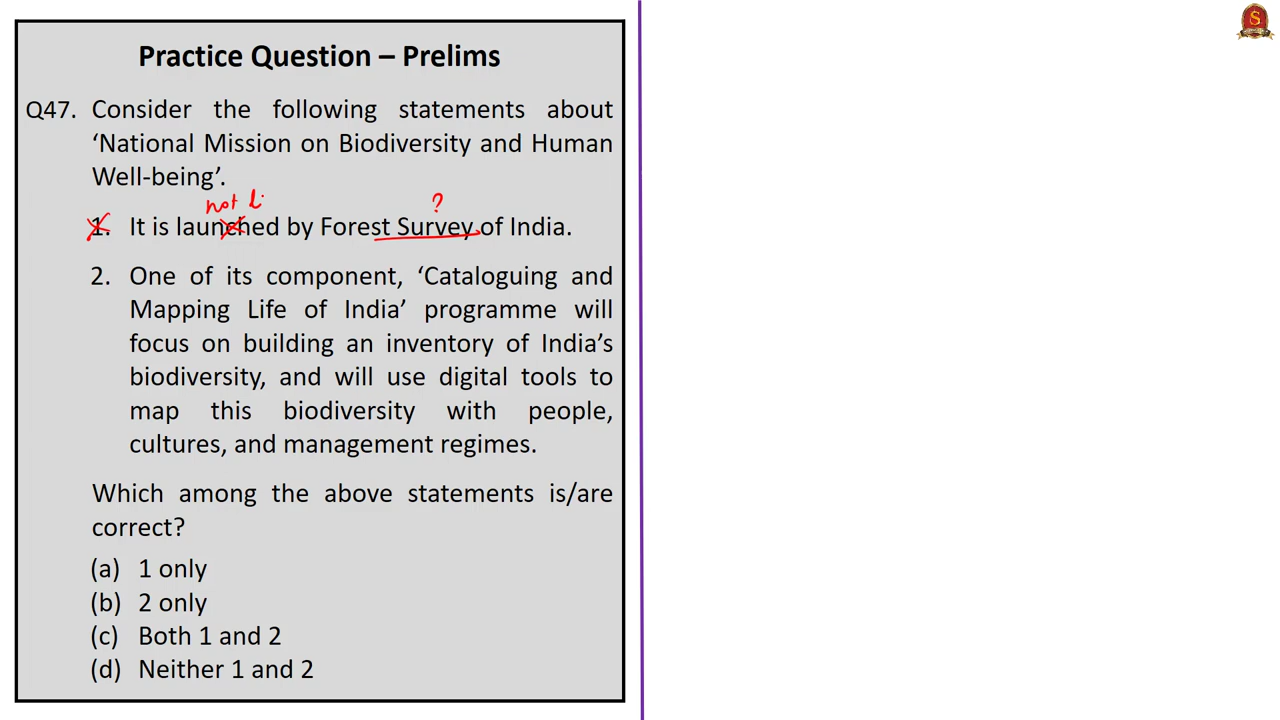 Practice Question – Prelims
Q47. Consider the following statements about
‘National Mission on Biodiversity and Human
Well-being’.
not l
?
1. It is launched by Forest Survey of India.
2. One of its component, ‘Cataloguing and
Mapping Life of India’ programme will
focus on building an inventory of India’s
biodiversity, and will use digital tools to
map this biodiversity with people,
cultures, and management regimes.
Which among the above statements is/are
correct?
(a) 1 only
(b) 2 only
(c) Both 1 and 2
(d) Neither 1 and 2
S